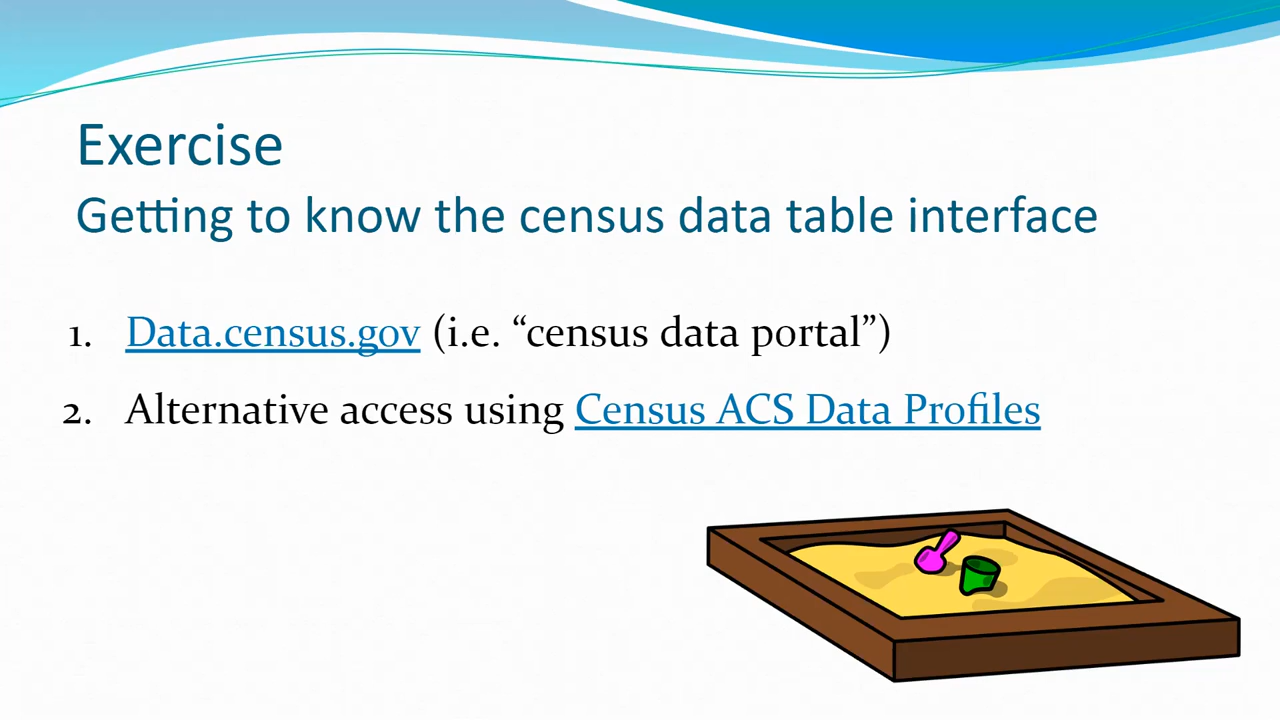 Exercise
Getting to know the census data table interface
1. Data.census.gov (i.e. “census data portal”)
2. Alternative access using Census ACS Data Profiles